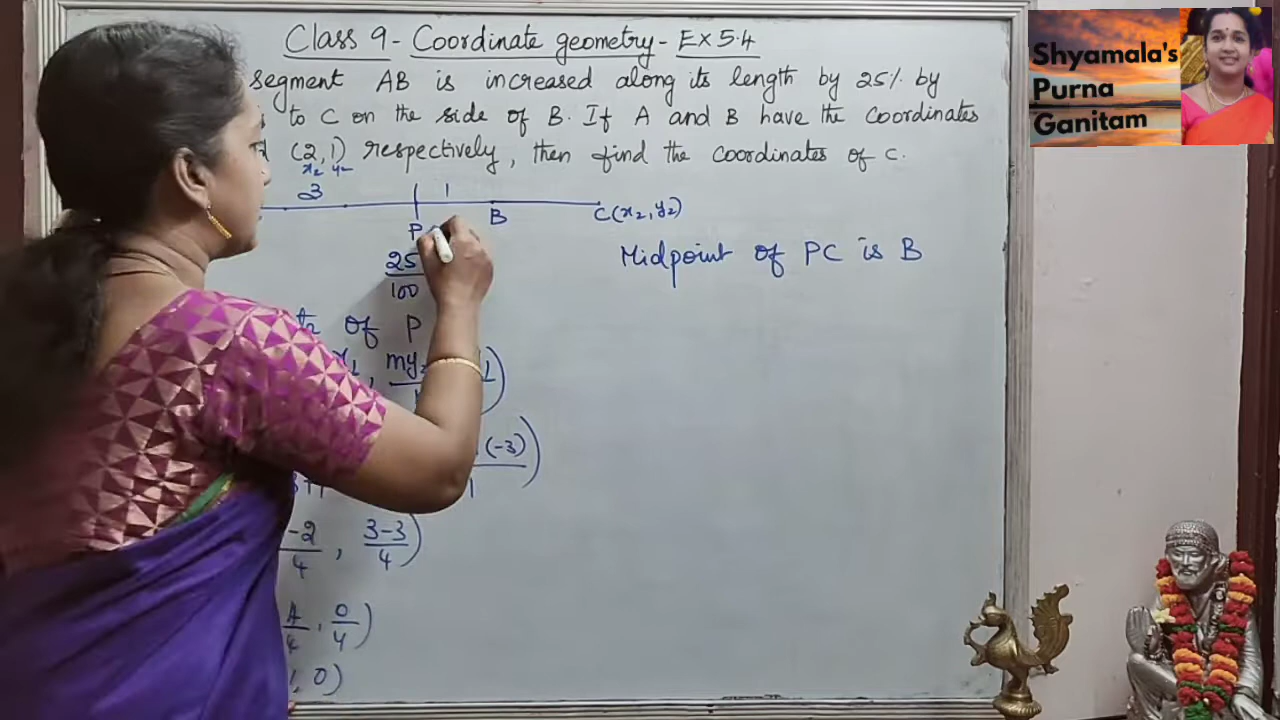 Class 9 - Coordinate geometry - EX 5.4
segment AB is increased along its length by 25% by
to C on the side of B. If A and B have the coordinates
(2,1) respectively, then find the coordinates of C.
x₂ y₂
3 1
P B C(x₂, y₂)
25
100
Midpoint of PC is B
of P
, my₂
(-3))
-2/4 , 3-3/4)
4/4 , 0/4)
, 0)
Shyamala's
Purna
Ganitam